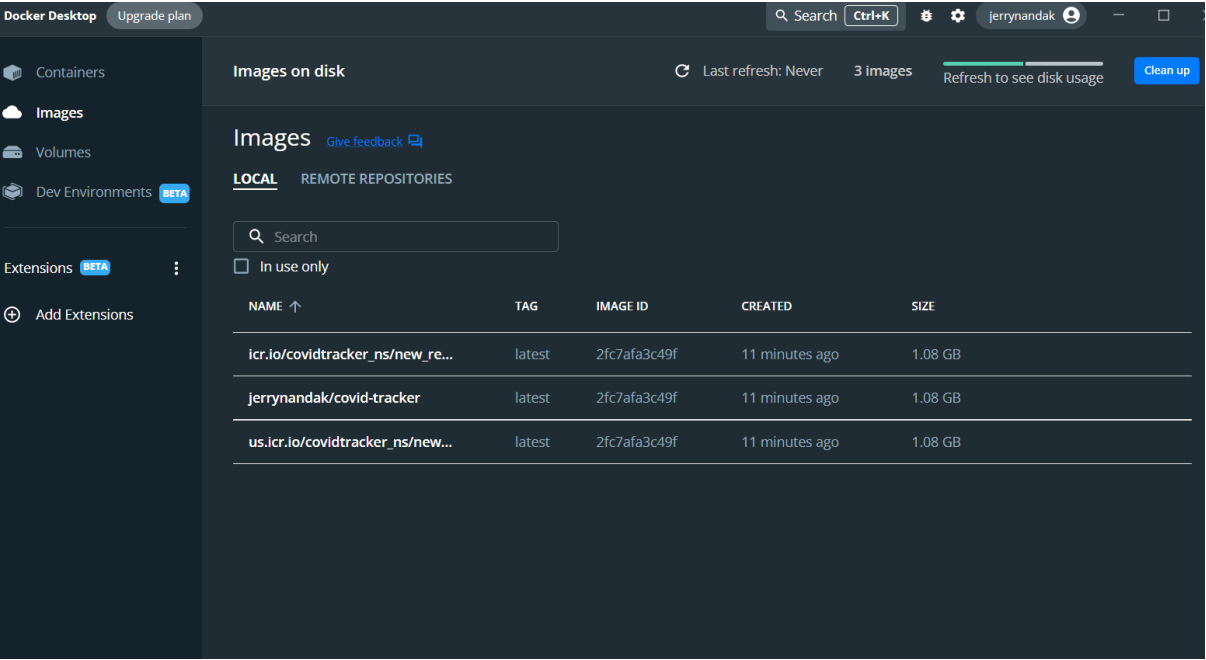 Docker Desktop Upgrade plan Search Ctrl+K jerrynandak
Containers
Images
Volumes
Dev Environments BETA
Extensions BETA
Add Extensions
Images on disk Last refresh: Never 3 images Refresh to see disk usage Clean up
Images Give feedback
LOCAL REMOTE REPOSITORIES
Search
In use only
NAME TAG IMAGE ID CREATED SIZE
icr.io/covidtracker_ns/new_re... latest 2fc7afa3c49f 11 minutes ago 1.08 GB
jerrynandak/covid-tracker latest 2fc7afa3c49f 11 minutes ago 1.08 GB
us.icr.io/covidtracker_ns/new... latest 2fc7afa3c49f 11 minutes ago 1.08 GB